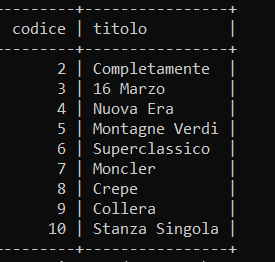 codice | titolo |
2 | Completamente |
3 | 16 Marzo |
4 | Nuova Era |
5 | Montagne Verdi |
6 | Superclassico |
7 | Moncler |
8 | Crepe |
9 | Collera |
10 | Stanza Singola |